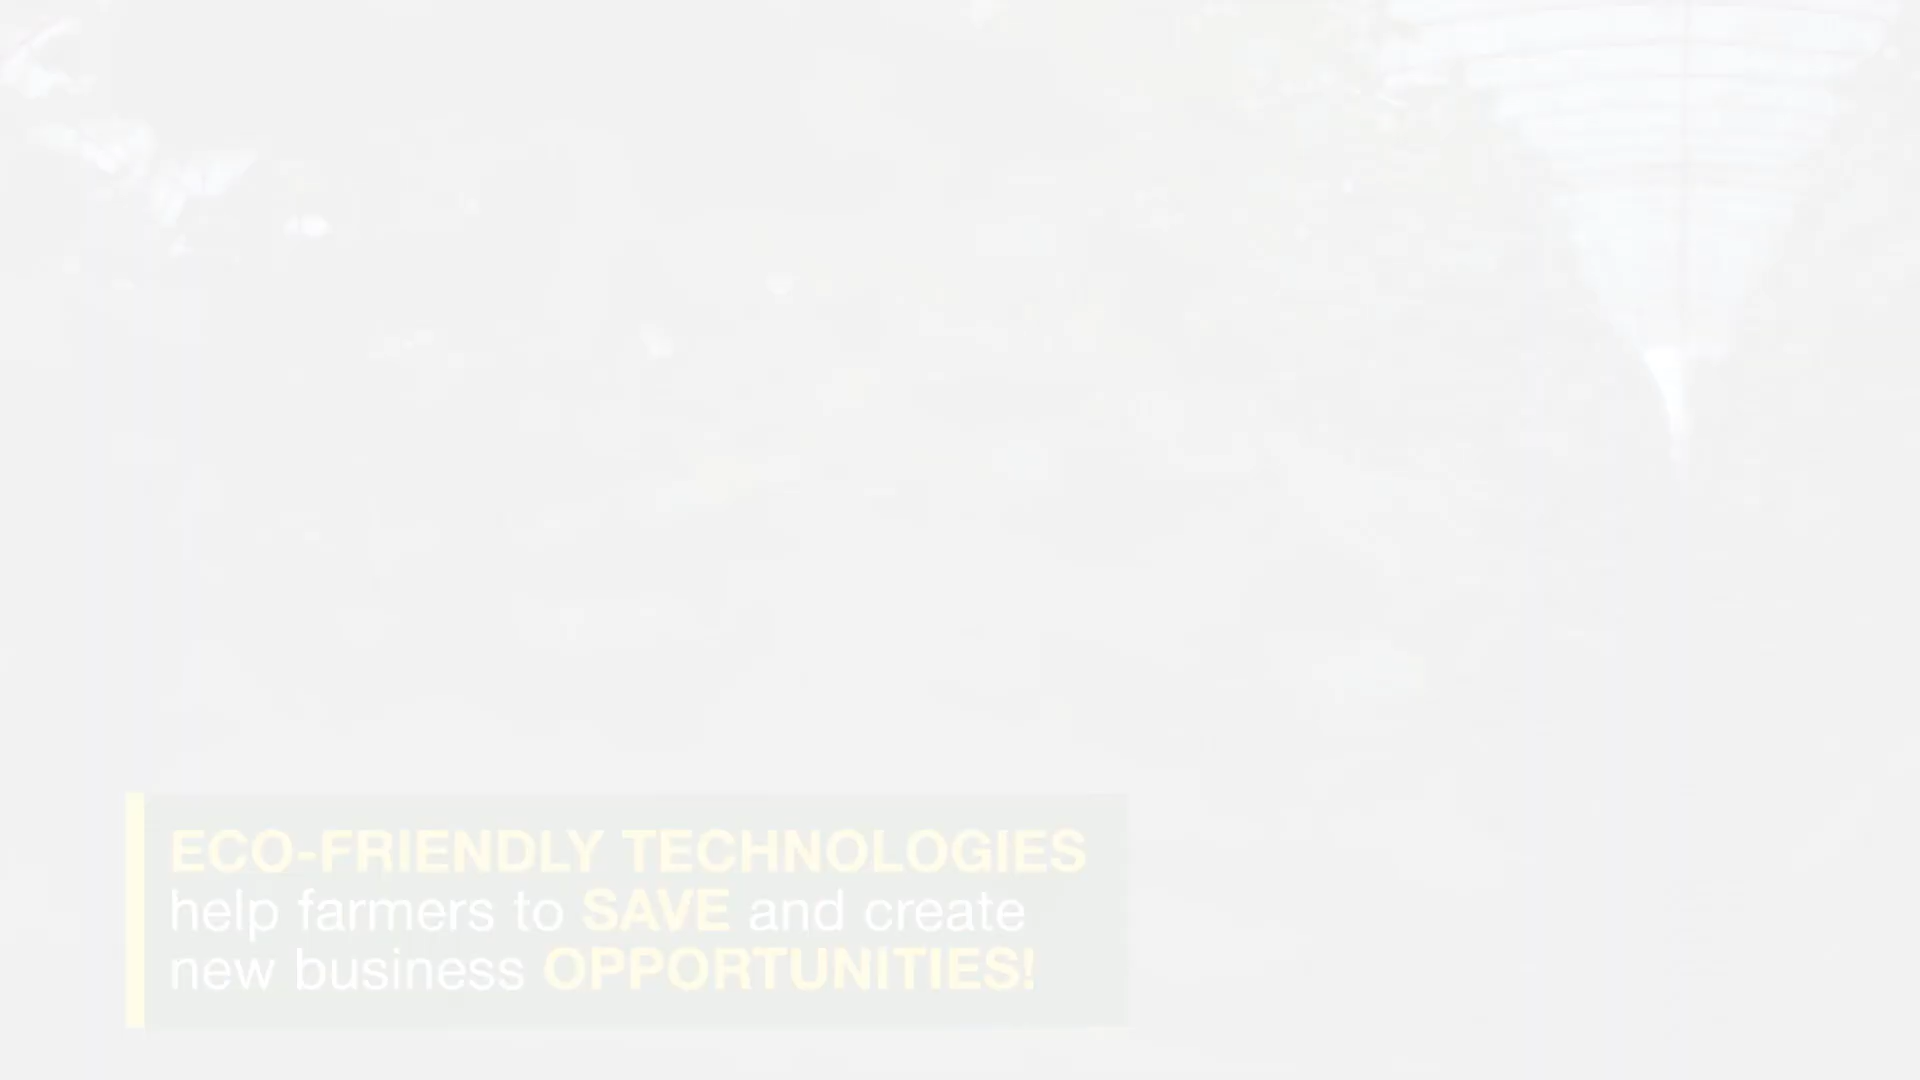 ECO-FRIENDLY TECHNOLOGIES
help farmers to SAVE and create
new business OPPORTUNITIES!